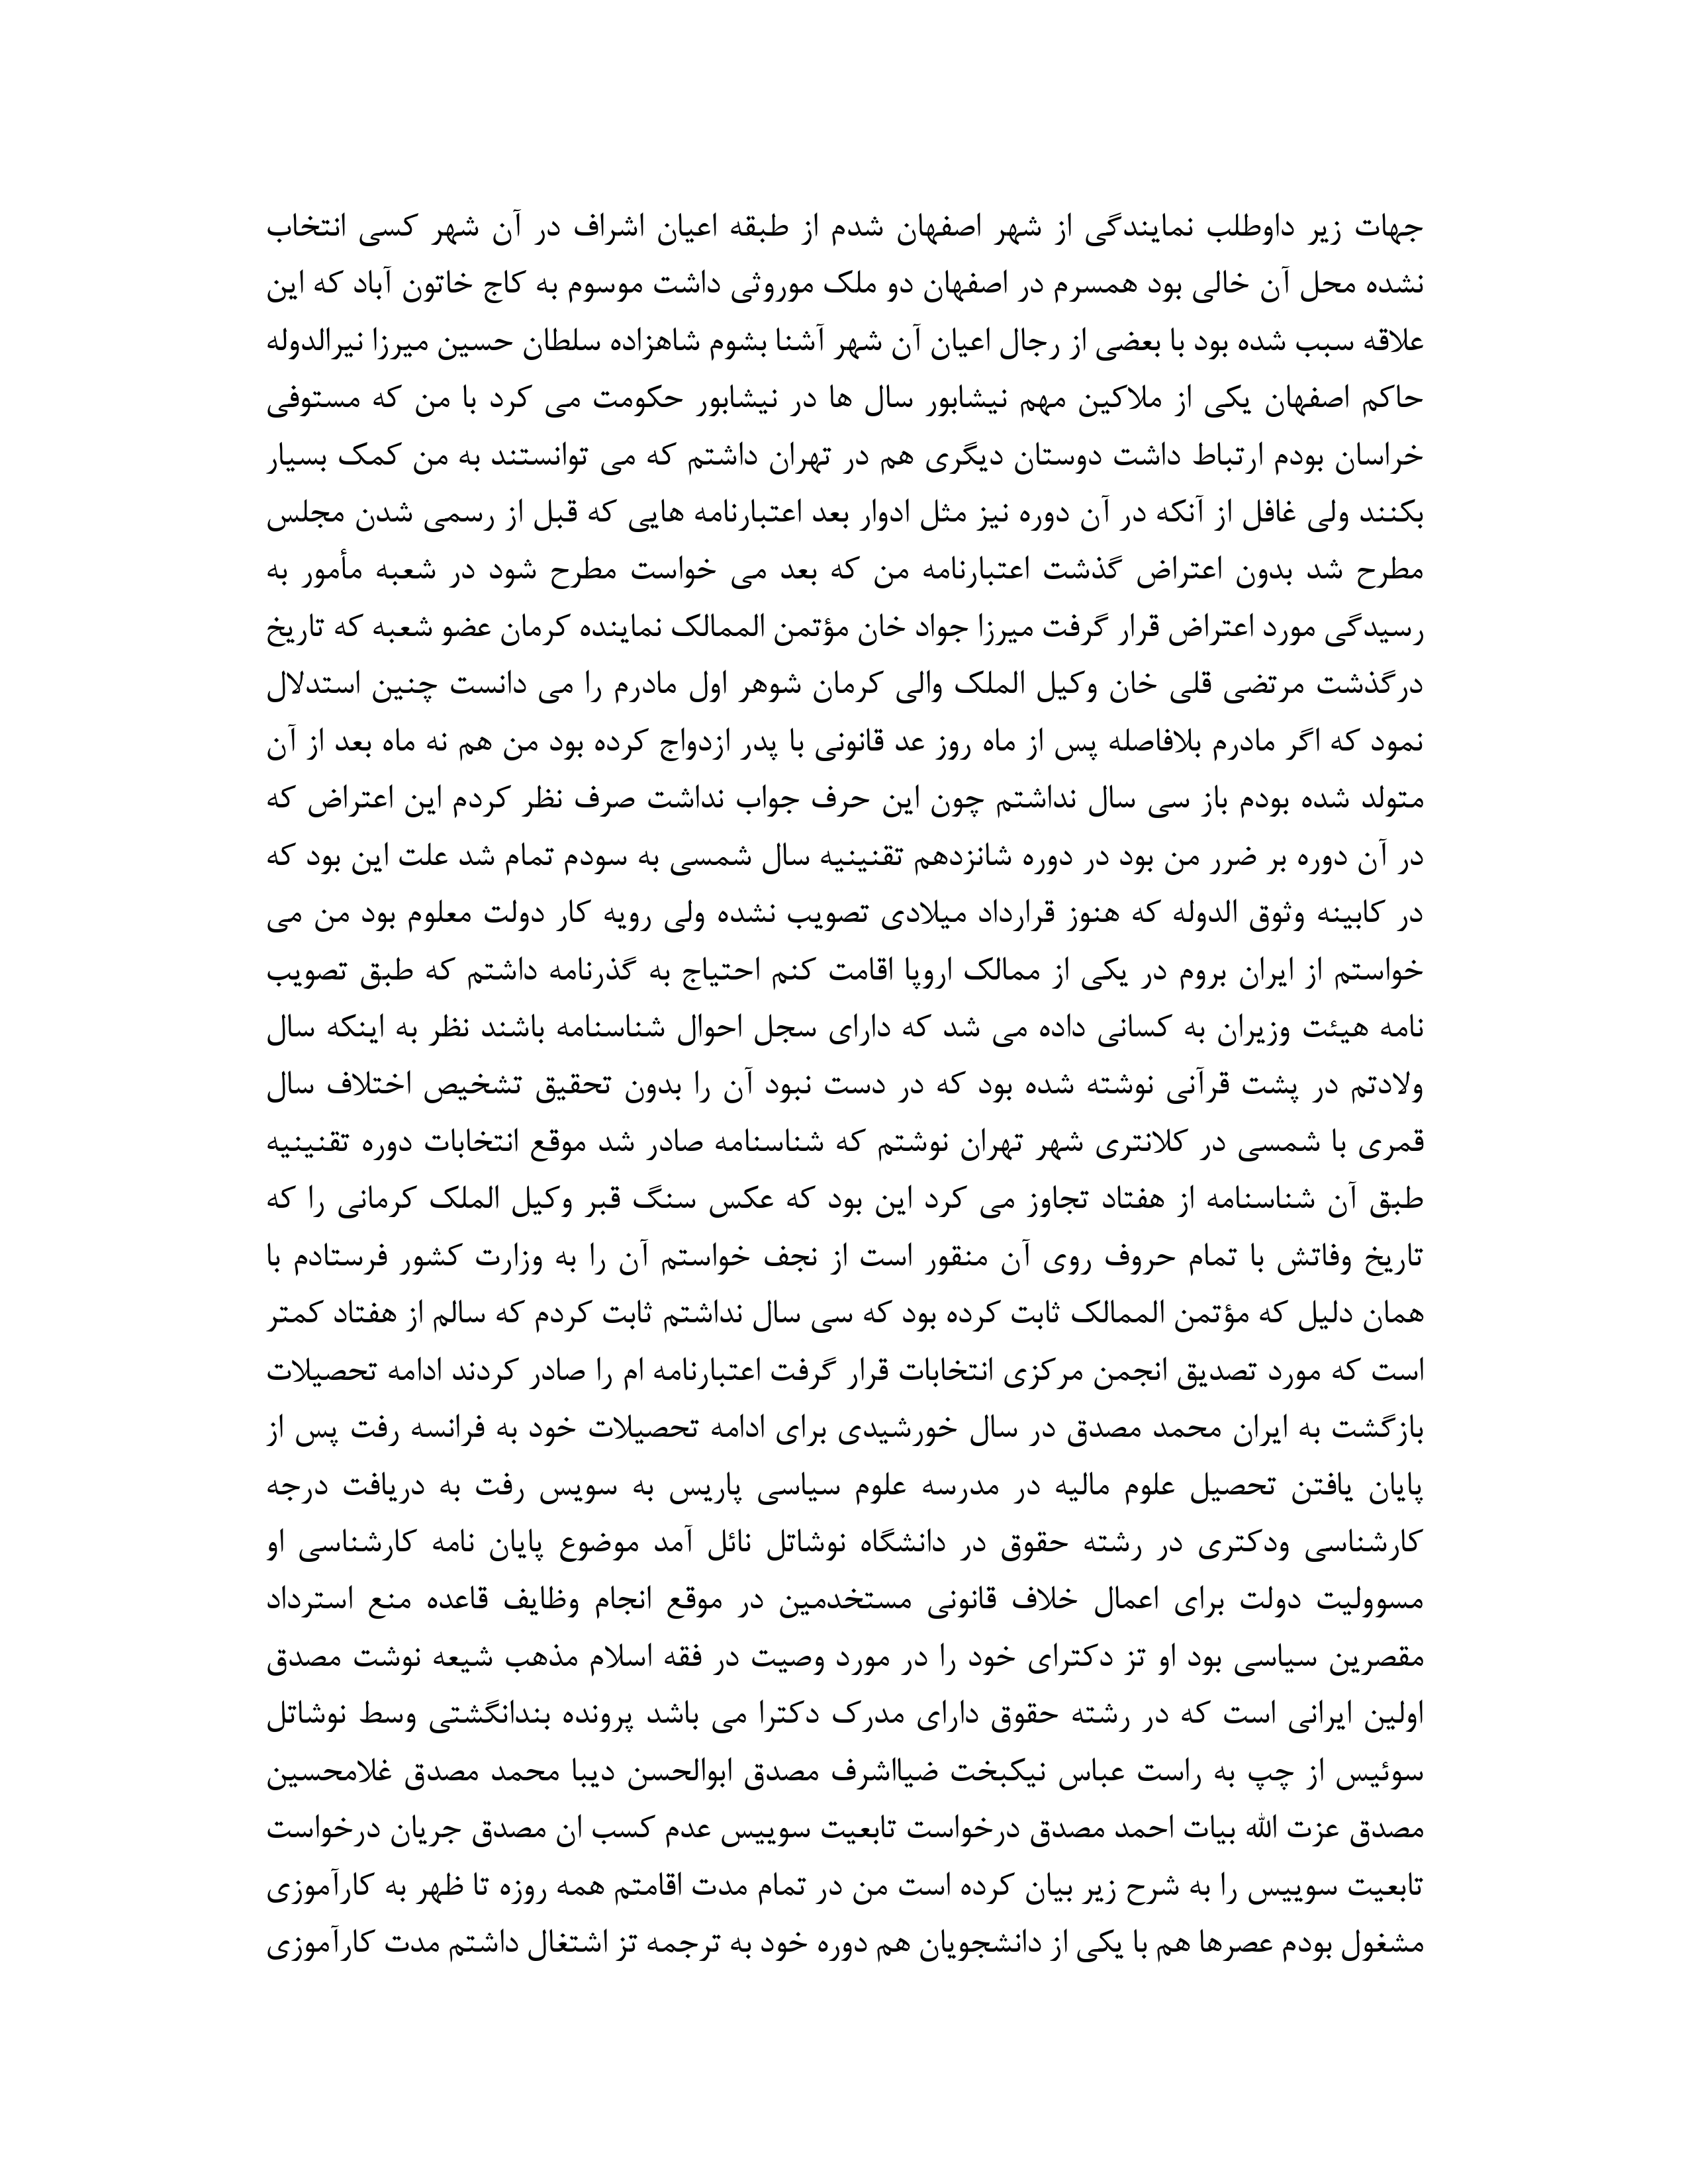 جهات زیر داوطلب نمایندگی از شهر اصفهان شدم از طبقه اعیان اشراف در آن شهر کسی انتخاب
نشده محل آن خالی بود همسرم در اصفهان دو ملک موروثی داشت موسوم به کاج خاتون آباد که این
علاقه سبب شده بود با بعضی از رجال اعیان آن شهر آشنا بشوم شاهزاده سلطان حسین میرزا نیرالدوله
حاکم اصفهان یکی از ملاکین مهم نیشابور سال ها در نیشابور حکومت می کرد با من که مستوفی
خراسان بودم ارتباط داشت دوستان دیگری هم در تهران داشتم که می توانستند به من کمک بسیار
بکنند ولی غافل از آنکه در آن دوره نیز مثل ادوار بعد اعتبارنامه هایی که قبل از رسمی شدن مجلس
مطرح شد بدون اعتراض گذشت اعتبارنامه من که بعد می خواست مطرح شود در شعبه مأمور به
رسیدگی مورد اعتراض قرار گرفت میرزا جواد خان مؤتمن الممالک نماینده کرمان عضو شعبه که تاریخ
درگذشت مرتضی قلی خان وکیل الملک والی کرمان شوهر اول مادرم را می دانست چنین استدلال
نمود که اگر مادرم بلافاصله پس از ماه روز عد قانونی با پدر ازدواج کرده بود من هم نه ماه بعد از آن
متولد شده بودم باز سی سال نداشتم چون این حرف جواب نداشت صرف نظر کردم این اعتراض که
در آن دوره بر ضرر من بود در دوره شانزدهم تقنینیه سال شمسی به سودم تمام شد علت این بود که
در کابینه وثوق الدوله که هنوز قرارداد میلادی تصویب نشده ولی رویه کار دولت معلوم بود من می
خواستم از ایران بروم در یکی از ممالک اروپا اقامت کنم احتیاج به گذرنامه داشتم که طبق تصویب
نامه هیئت وزیران به کسانی داده می شد که دارای سجل احوال شناسنامه باشند نظر به اینکه سال
ولادتم در پشت قرآنی نوشته شده بود که در دست نبود آن را بدون تحقیق تشخیص اختلاف سال
قمری با شمسی در کلانتری شهر تهران نوشتم که شناسنامه صادر شد موقع انتخابات دوره تقنینیه
طبق آن شناسنامه از هفتاد تجاوز می کرد این بود که عکس سنگ قبر وکیل الملک کرمانی را که
تاریخ وفاتش با تمام حروف روی آن منقور است از نجف خواستم آن را به وزارت کشور فرستادم با
همان دلیل که مؤتمن الممالک ثابت کرده بود که سی سال نداشتم ثابت کردم که سالم از هفتاد کمتر
است که مورد تصدیق انجمن مرکزی انتخابات قرار گرفت اعتبارنامه ام را صادر کردند ادامه تحصیلات
بازگشت به ایران محمد مصدق در سال خورشیدی برای ادامه تحصیلات خود به فرانسه رفت پس از
پایان یافتن تحصیل علوم مالیه در مدرسه علوم سیاسی پاریس به سویس رفت به دریافت درجه
کارشناسی ودکتری در رشته حقوق در دانشگاه نوشاتل نائل آمد موضوع پایان نامه کارشناسی او
مسوولیت دولت برای اعمال خلاف قانونی مستخدمین در موقع انجام وظایف قاعده منع استرداد
مقصرین سیاسی بود او تز دکترای خود را در مورد وصیت در فقه اسلام مذهب شیعه نوشت مصدق
اولین ایرانی است که در رشته حقوق دارای مدرک دکترا می باشد پرونده بندانگشتی وسط نوشاتل
سوئیس از چپ به راست عباس نیکبخت ضیااشرف مصدق ابوالحسن دیبا محمد مصدق غلامحسین
مصدق عزت الله بیات احمد مصدق درخواست تابعیت سوییس عدم کسب ان مصدق جریان درخواست
تابعیت سوییس را به شرح زیر بیان کرده است من در تمام مدت اقامتم همه روزه تا ظهر به کارآموزی
مشغول بودم عصرها هم با یکی از دانشجویان هم دوره خود به ترجمه تز اشتغال داشتم مدت کارآموزی